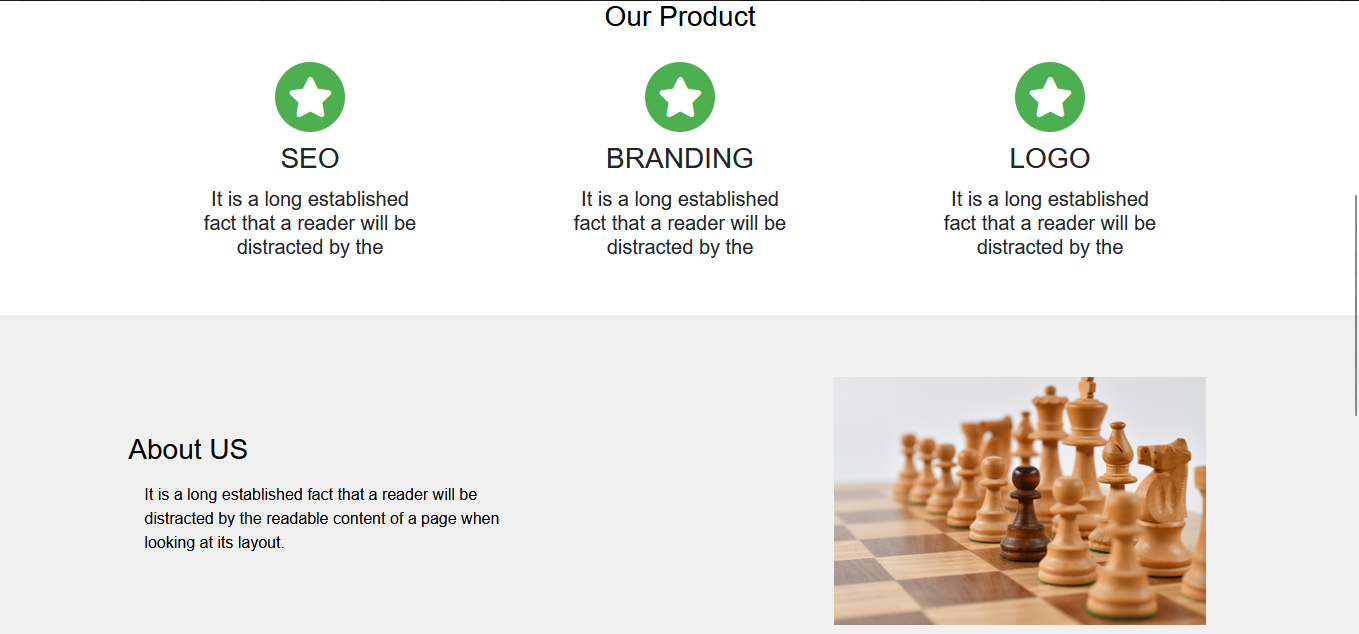 Our Product
SEO
BRANDING
LOGO
It is a long established
fact that a reader will be
distracted by the
It is a long established
fact that a reader will be
distracted by the
It is a long established
fact that a reader will be
distracted by the
About US
It is a long established fact that a reader will be
distracted by the readable content of a page when
looking at its layout.